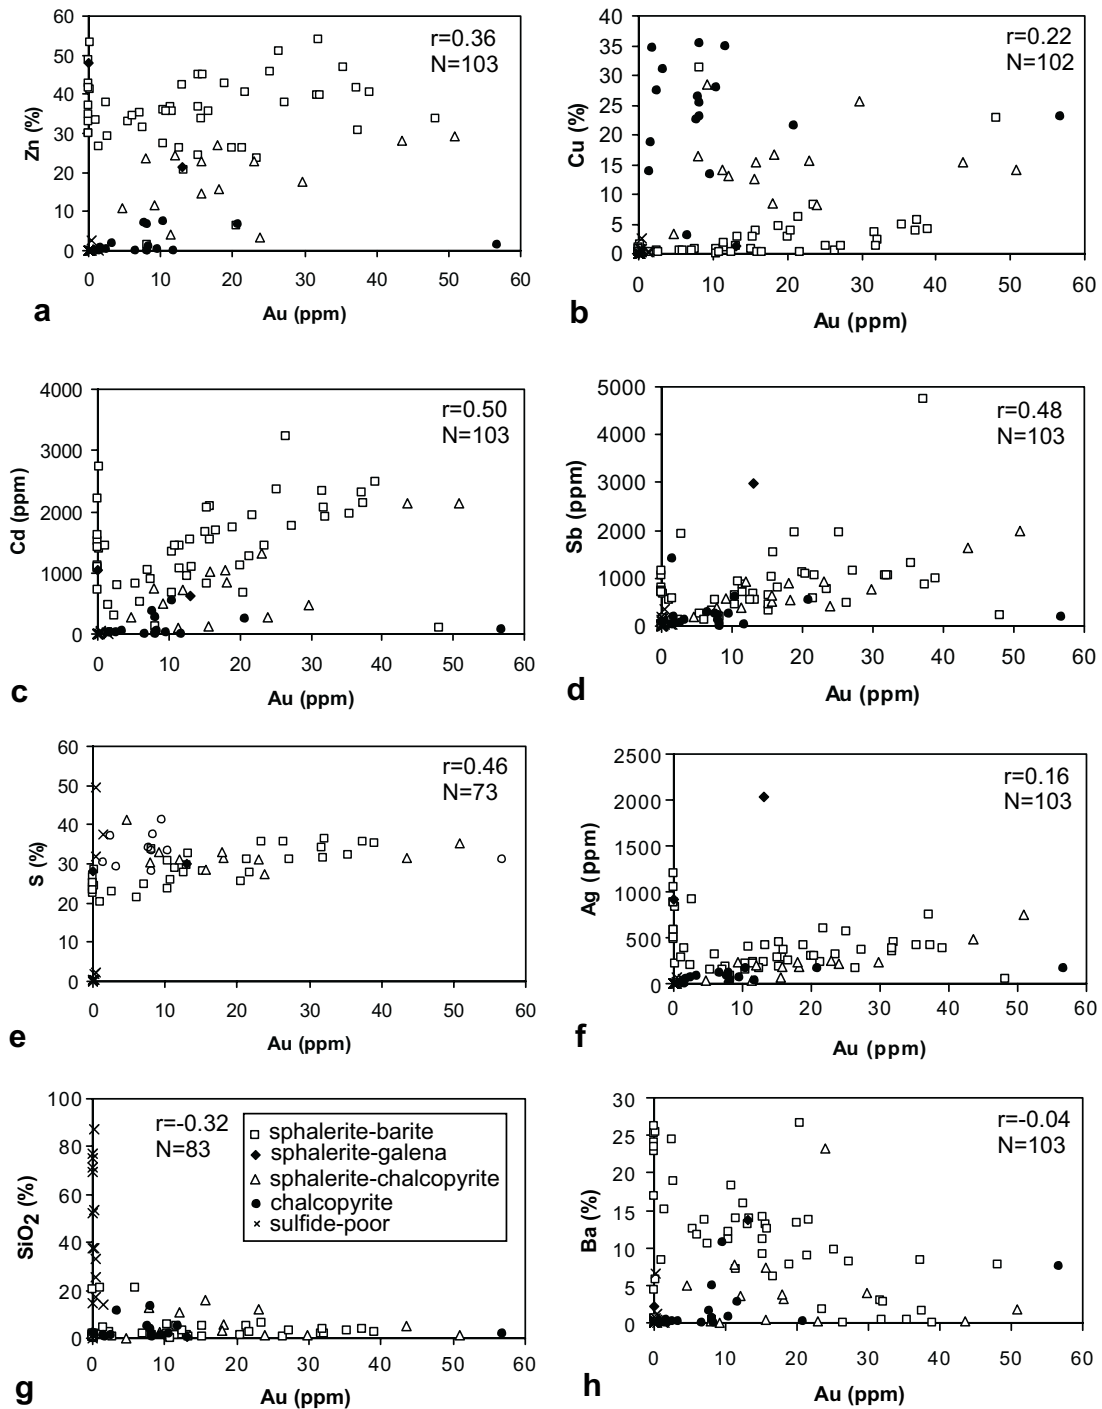 60
50
40
30
20
10
0
Zn (%)
r=0.36
N=103
0 10 20 30 40 50 60
Au (ppm)
a
40
35
30
25
20
15
10
5
0
Cu (%)
r=0.22
N=102
0 10 20 30 40 50 60
Au (ppm)
b
4000
3000
2000
1000
0
Cd (ppm)
r=0.50
N=103
0 10 20 30 40 50 60
Au (ppm)
c
5000
4000
3000
2000
1000
0
Sb (ppm)
r=0.48
N=103
0 10 20 30 40 50 60
Au (ppm)
d
60
50
40
30
20
10
0
S (%)
r=0.46
N=73
0 10 20 30 40 50 60
Au (ppm)
e
2500
2000
1500
1000
500
0
Ag (ppm)
r=0.16
N=103
0 10 20 30 40 50 60
Au (ppm)
f
100
80
60
40
20
0
SiO2 (%)
r=-0.32
N=83
sphalerite-barite
sphalerite-galena
sphalerite-chalcopyrite
chalcopyrite
sulfide-poor
0 10 20 30 40 50 60
Au (ppm)
g
30
25
20
15
10
5
0
Ba (%)
r=-0.04
N=103
0 10 20 30 40 50 60
Au (ppm)
h